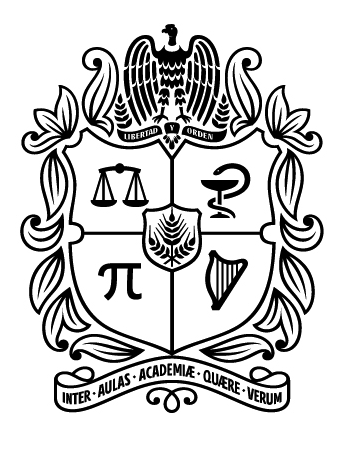 LIBERTAD Y ORDEN
π
INTER · AULAS · ACADEMIÆ · QUÆRE · VERUM